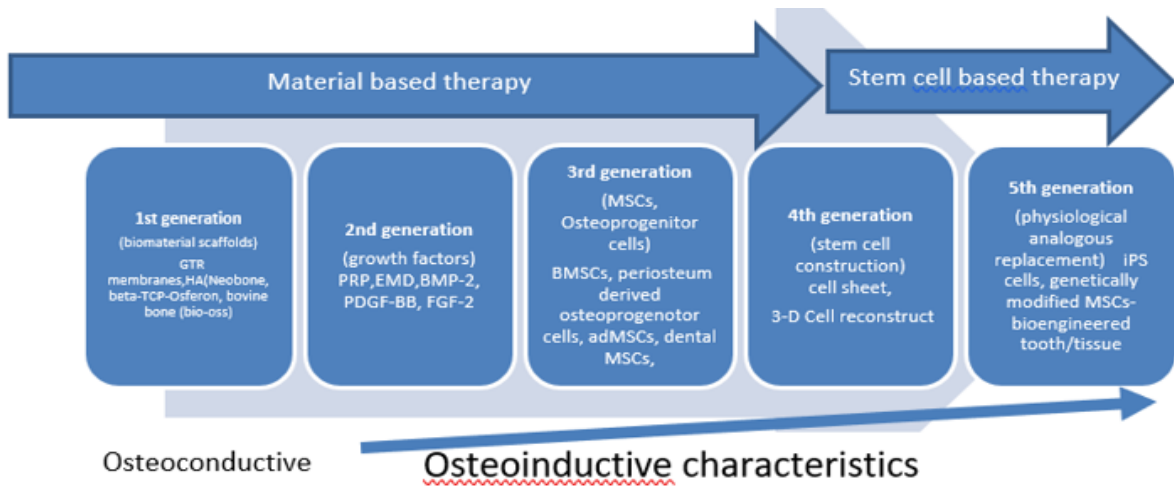 Material based therapy
Stem cell based therapy
1st generation
(biomaterial scaffolds)
GTR
membranes,HA(Neobone,
beta-TCP-Osferon, bovine
bone (bio-oss)
2nd generation
(growth factors)
PRP,EMD,BMP-2,
PDGF-BB, FGF-2
3rd generation
(MSCs,
Osteoprogenitor
cells)
BMSCs, periosteum
derived
osteoprogenotor
cells, adMSCs, dental
MSCs,
4th generation
(stem cell
construction)
cell sheet,
3-D Cell reconstruct
5th generation
(physiological
analogous
replacement) iPS
cells, genetically
modified MSCs-
bioengineered
tooth/tissue
Osteoconductive
Osteoinductive characteristics